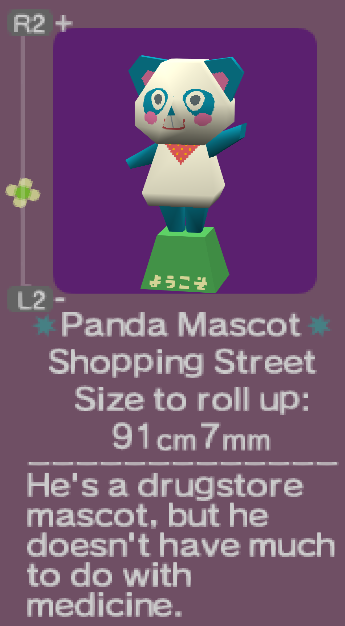 R2 +
ようこそ
L2 -
Panda Mascot
Shopping Street
Size to roll up:
91cm7mm
He's a drugstore
mascot, but he
doesn't have much
to do with
medicine.